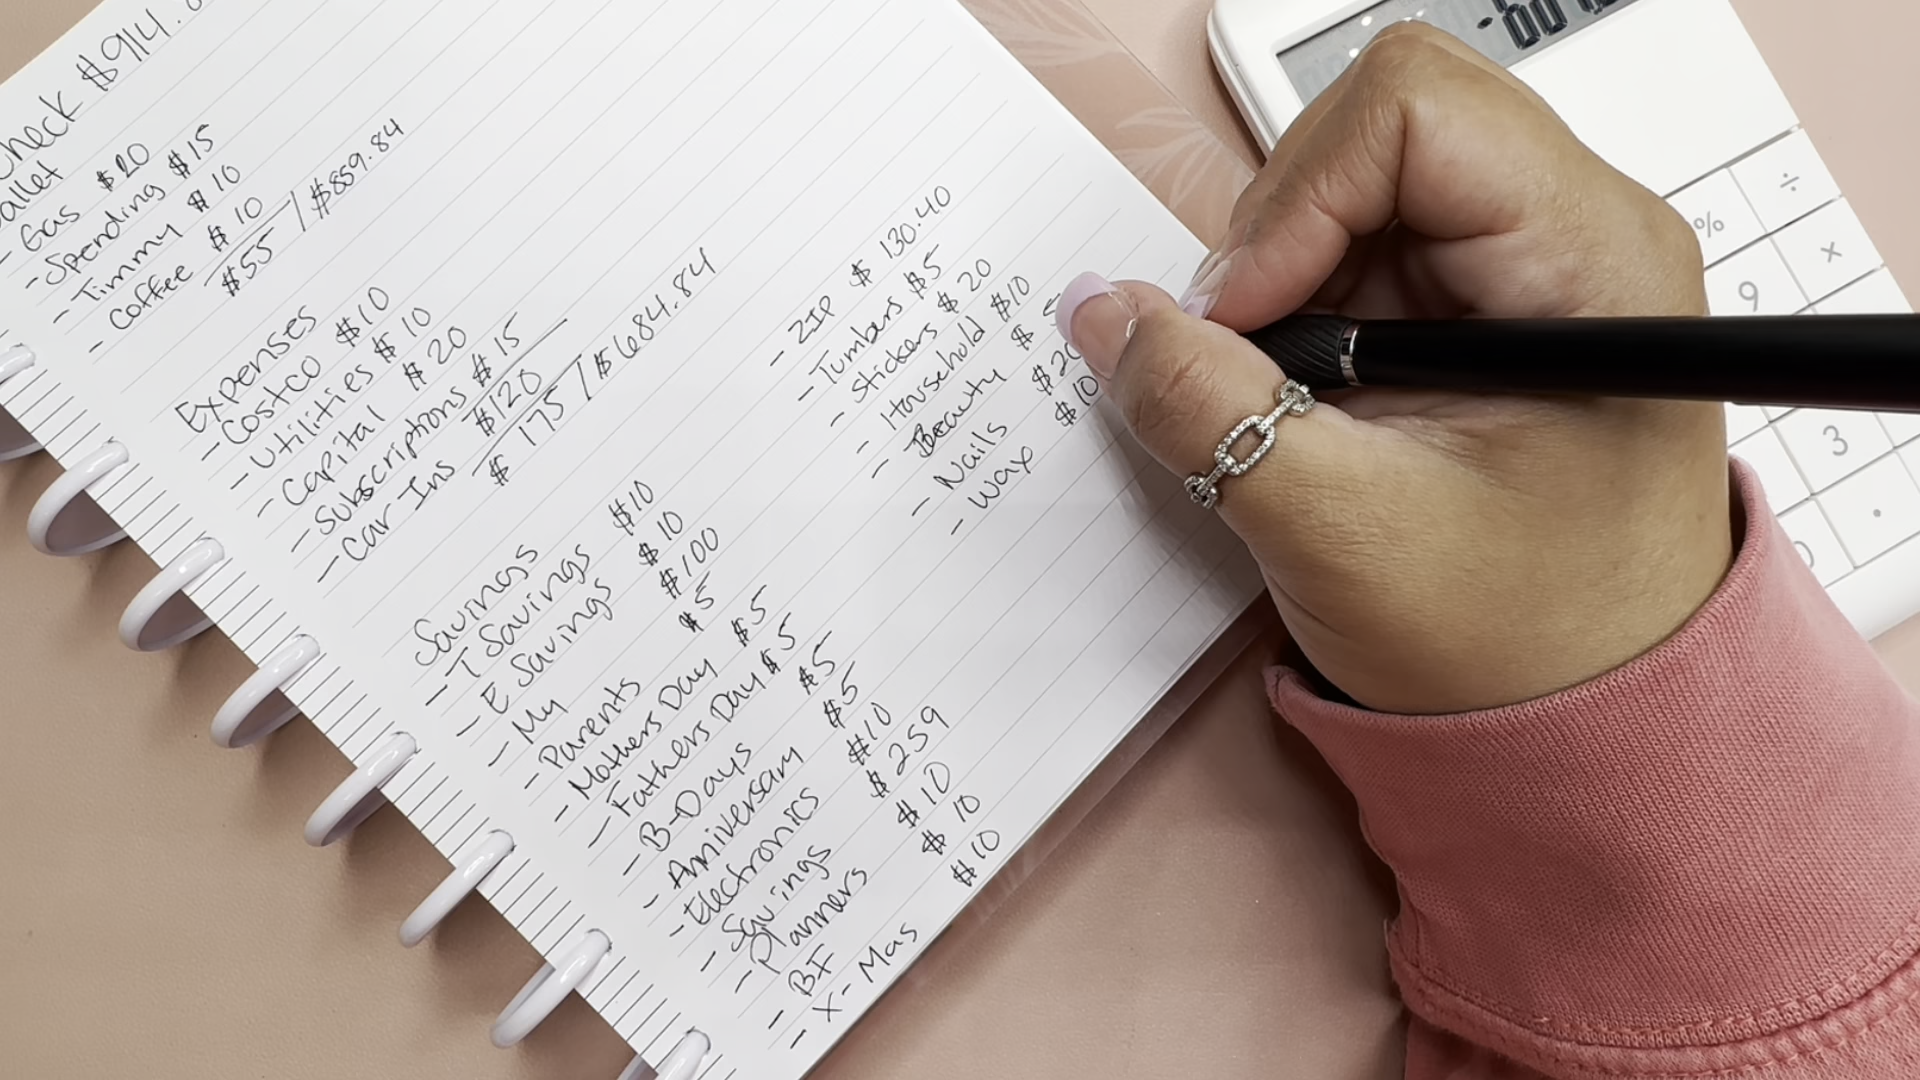 check $914.
- Gas $20
- Spending $15
- Timmy $10
- Coffee $10
$55 / $859.84
Expenses
- Costco $10
- Utilities $10
- Capital $20
- Subscriptions $15
- Car Ins $120
$175 / $684.84
Savings
- T Savings $10
- E Savings $10
- My $100
- Parents $5
- Mothers Day $5
- Fathers Day $5
- B-Days $5
- Anniversary $5
- Electronics $10
- Savings $259
- Planners $10
- BF $10
- X-Mas $10
- ZIP $130.40
- Tumbers $5
- Stickers $20
- Household $10
- Beauty $
- Nails $20
- Wax $10
%
÷
×
9
3
.